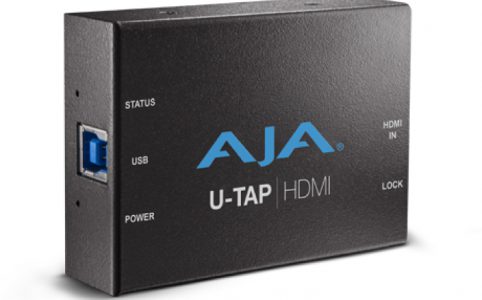 STATUS
USB
POWER
AJA®
U-TAP | HDMI
HDMI
IN
LOCK